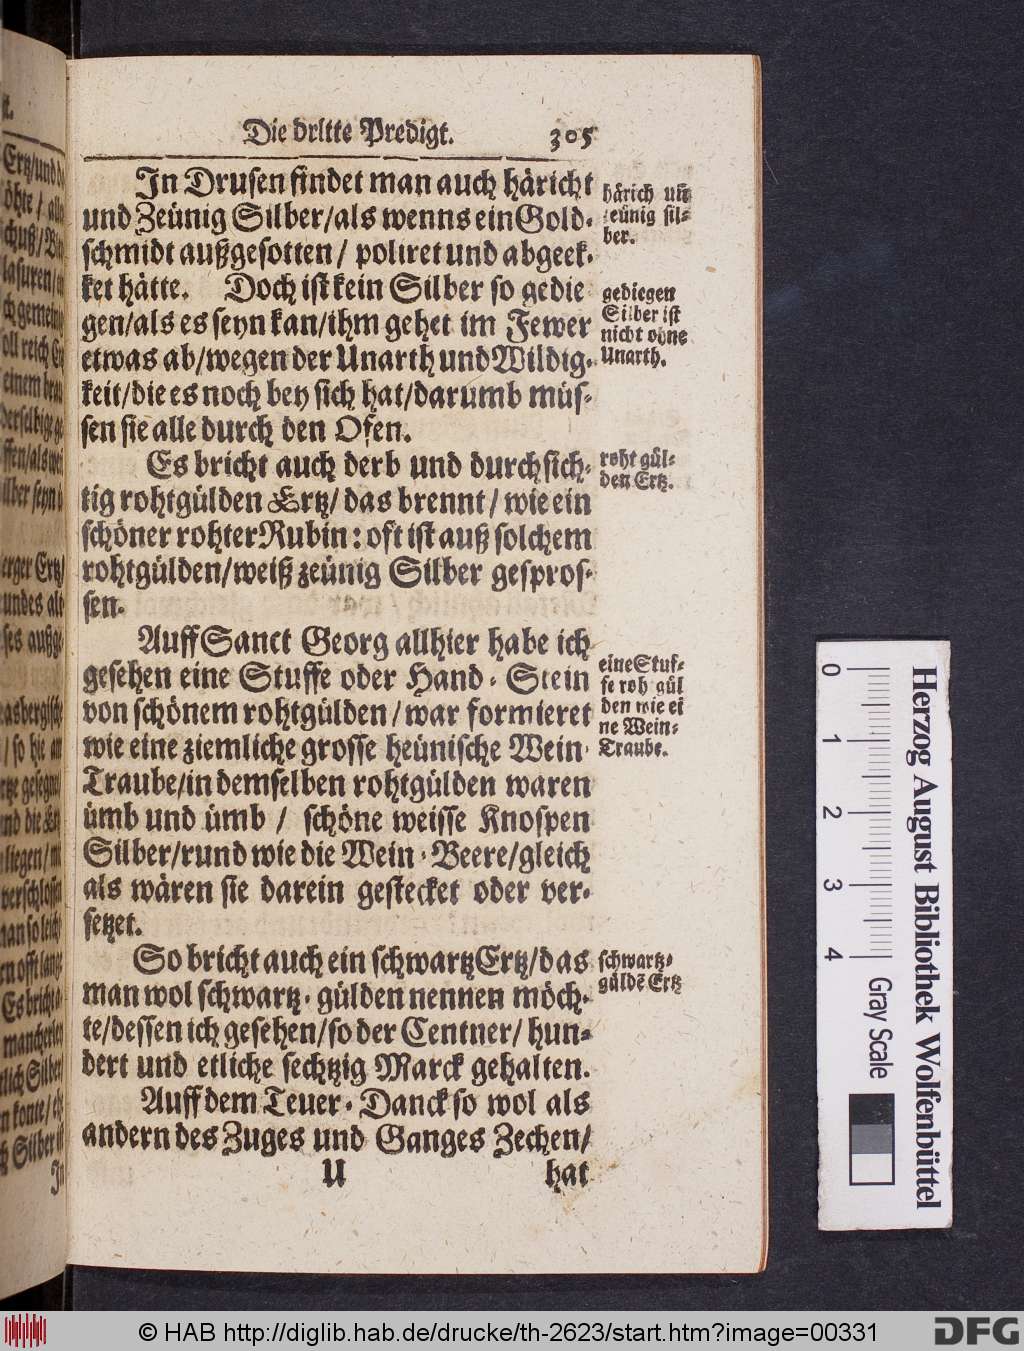 Die dritte Predigt. 305
In Drusen findet man auch häricht
und Zeünig Silber/als wenns ein Gold-
schmidt außgesotten/ poliret und abgeek-
ket hätte. Doch ist kein Silber so gedie
gen/als es seyn kan/ihm gehet im Fewer
etwas ab/wegen der Unarth und Wildig-
keit/die es noch bey sich hat/darumb müs-
sen sie alle durch den Ofen.
Es bricht auch derb und durchsich-
tig rohtgülden Ertz/ das brennt/ wie ein
schöner rohter Rubin: oft ist auß solchem
rohtgülden/weiß zeünig Silber gespros-
sen.
Auff Sanct Georg allhier habe ich
gesehen eine Stuffe oder Hand-Stein
von schönem rohtgülden/war formieret
wie eine ziemliche grosse heünische Wein-
Traube/in demselben rohtgülden waren
ümb und ümb / schöne weisse Knospen
Silber/rund wie die Wein-Beere/gleich
als wären sie darein gestecket oder ver-
setzet.
So bricht auch ein schwartz Ertz/das
man wol schwartz-gülden nennen möch-
te/dessen ich gesehen/so der Centner/ hun-
dert und etliche sechtzig Marck gehalten.
Auff dem Teuer-Danck so wol als
andern des Zuges und Ganges Zechen/
U hat
härich uñ
zeünig sil-
ber.
gediegen
Silber ist
nicht ohne
Unarth.
roht gül-
den Ertz.
eine Stuf-
fe roh gül
den wie ei
ne Wein-
Traube.
schwartz-
güldẽ Ertz
0 1 2 3 4
Gray Scale
Herzog August Bibliothek Wolfenbüttel
© HAB http://diglib.hab.de/drucke/th-2623/start.htm?image=00331
DFG